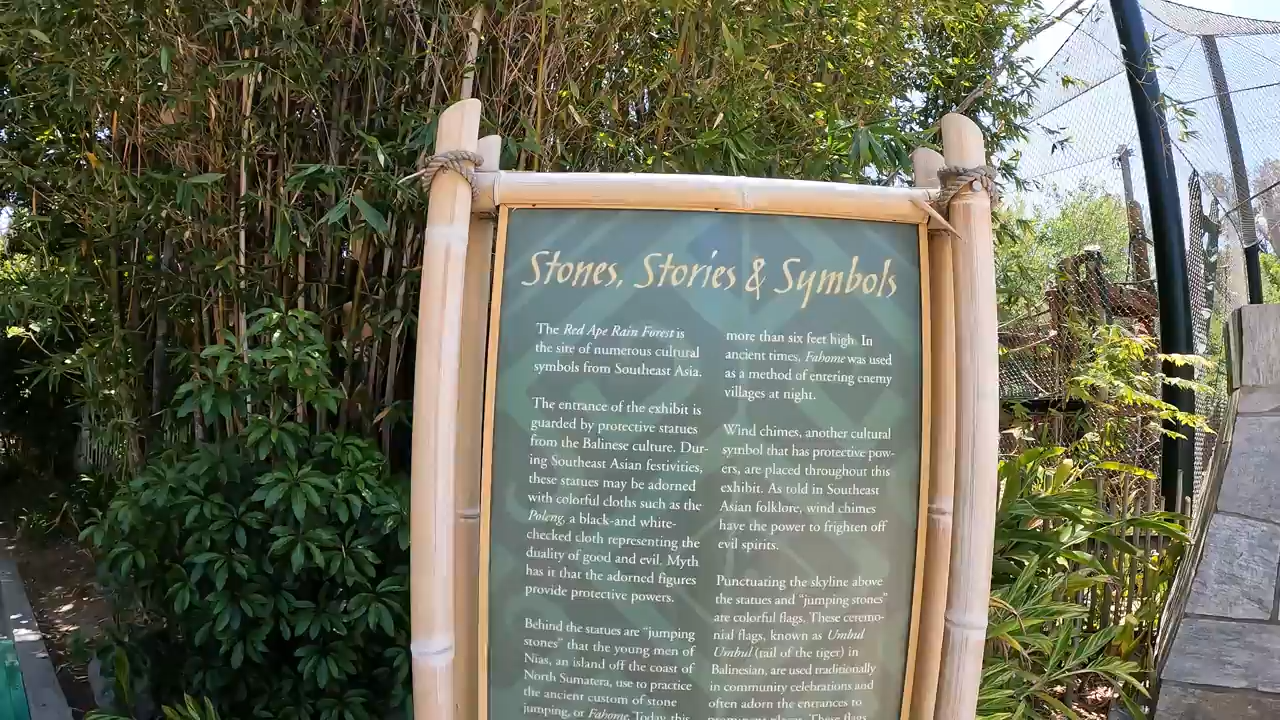 Stones, Stories & Symbols
The Red Ape Rain Forest is
the site of numerous cultural
symbols from Southeast Asia.
The entrance of the exhibit is
guarded by protective statues
from the Balinese culture. Dur-
ing Southeast Asian festivities,
these statues may be adorned
with colorful cloths such as the
Poleng, a black-and white-
checked cloth representing the
duality of good and evil. Myth
has it that the adorned figures
provide protective powers.
Behind the statues are “jumping
stones” that the young men of
Nias, an island off the coast of
North Sumatra, use to practice
the ancient custom of stone
jumping, or Fahome. Today, this
more than six feet high. In
ancient times, Fahome was used
as a method of entering enemy
villages at night.
Wind chimes, another cultural
symbol that has protective pow-
ers, are placed throughout this
exhibit. As told in Southeast
Asian folklore, wind chimes
have the power to frighten off
evil spirits.
Punctuating the skyline above
the statues and “jumping stones”
are colorful flags. These ceremo-
nial flags, known as Umbul
Umbul (tail of the tiger) in
Balinesian, are used traditionally
in community celebrations and
often adorn the entrances to
prominent places. These flags